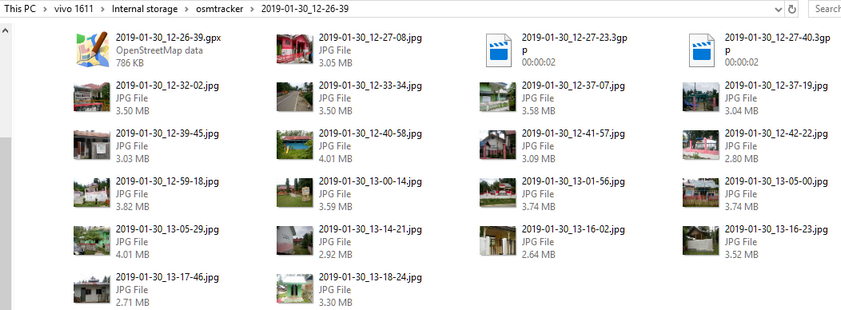 This PC > vivo 1611 > Internal storage > osmtracker > 2019-01-30_12-26-39
Search
2019-01-30_12-26-39.gpx
OpenStreetMap data
786 KB
2019-01-30_12-27-08.jpg
JPG File
3.05 MB
2019-01-30_12-27-23.3gp
p
00:00:02
2019-01-30_12-27-40.3gp
p
00:00:02
2019-01-30_12-32-02.jpg
JPG File
3.50 MB
2019-01-30_12-33-34.jpg
JPG File
3.50 MB
2019-01-30_12-37-07.jpg
JPG File
3.58 MB
2019-01-30_12-37-19.jpg
JPG File
3.04 MB
2019-01-30_12-39-45.jpg
JPG File
3.03 MB
2019-01-30_12-40-58.jpg
JPG File
4.01 MB
2019-01-30_12-41-57.jpg
JPG File
3.09 MB
2019-01-30_12-42-22.jpg
JPG File
2.80 MB
2019-01-30_12-59-18.jpg
JPG File
3.82 MB
2019-01-30_13-00-14.jpg
JPG File
3.59 MB
2019-01-30_13-01-56.jpg
JPG File
3.74 MB
2019-01-30_13-05-00.jpg
JPG File
3.74 MB
2019-01-30_13-05-29.jpg
JPG File
4.01 MB
2019-01-30_13-14-21.jpg
JPG File
2.92 MB
2019-01-30_13-16-02.jpg
JPG File
2.64 MB
2019-01-30_13-16-23.jpg
JPG File
3.52 MB
2019-01-30_13-17-46.jpg
JPG File
2.71 MB
2019-01-30_13-18-24.jpg
JPG File
3.30 MB